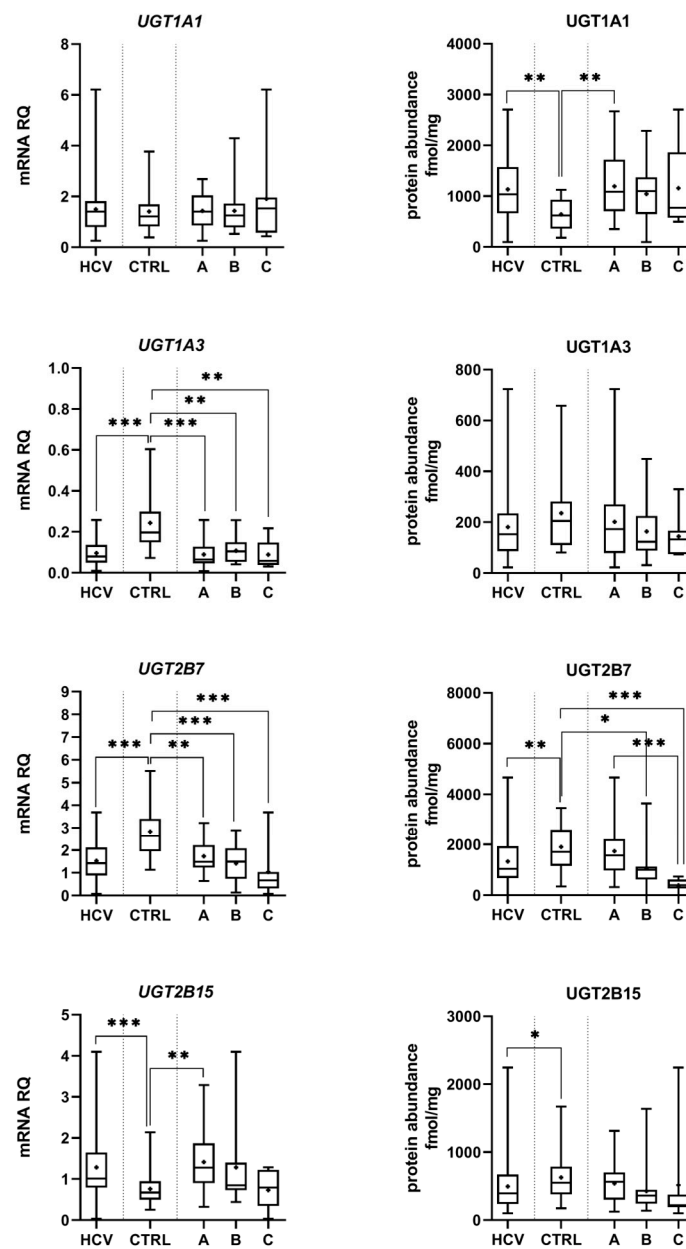 UGT1A1
mRNA RQ
8
6
4
2
0
HCV CTRL A B C
UGT1A1
protein abundance
fmol/mg
4000
3000
2000
1000
0
** **
HCV CTRL A B C
UGT1A3
mRNA RQ
1.0
0.8
0.6
0.4
0.2
0.0
**
**
*** ***
HCV CTRL A B C
UGT1A3
protein abundance
fmol/mg
800
600
400
200
0
HCV CTRL A B C
UGT2B7
mRNA RQ
9
8
7
6
5
4
3
2
1
0
***
***
*** **
HCV CTRL A B C
UGT2B7
protein abundance
fmol/mg
8000
6000
4000
2000
0
***
*
** ***
HCV CTRL A B C
UGT2B15
mRNA RQ
5
4
3
2
1
0
***
**
HCV CTRL A B C
UGT2B15
protein abundance
fmol/mg
3000
2000
1000
0
*
HCV CTRL A B C